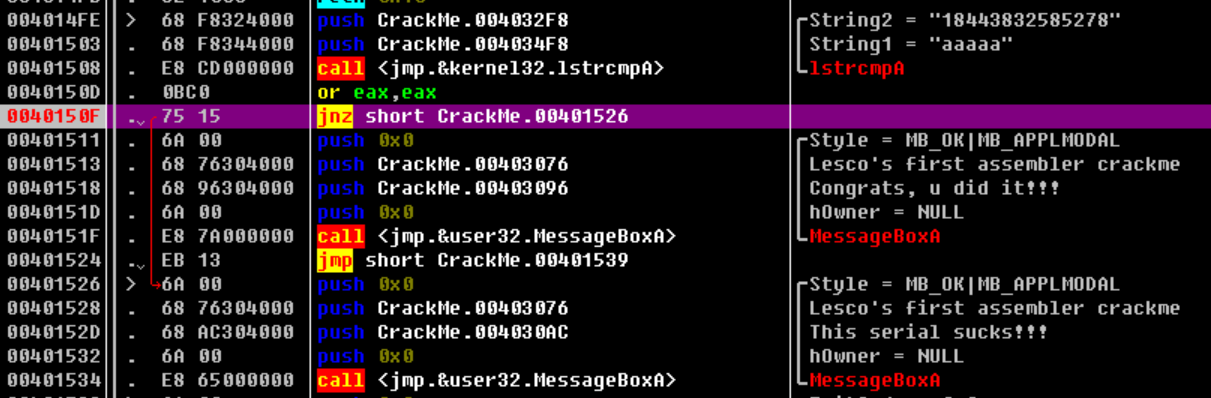 004014FE > 68 F8324000 push CrackMe.004032F8 String2 = "18443832585278"
00401503 . 68 F8344000 push CrackMe.004034F8 String1 = "aaaaa"
00401508 . E8 CD000000 call <jmp.&kernel32.lstrcmpA> lstrcmpA
0040150D . 0BC0 or eax,eax
0040150F . 75 15 jnz short CrackMe.00401526
00401511 . 6A 00 push 0x0 Style = MB_OK|MB_APPLMODAL
00401513 . 68 76304000 push CrackMe.00403076 Lesco's first assembler crackme
00401518 . 68 96304000 push CrackMe.00403096 Congrats, u did it!!!
0040151D . 6A 00 push 0x0 hOwner = NULL
0040151F . E8 7A000000 call <jmp.&user32.MessageBoxA> MessageBoxA
00401524 . EB 13 jmp short CrackMe.00401539
00401526 > 6A 00 push 0x0 Style = MB_OK|MB_APPLMODAL
00401528 . 68 76304000 push CrackMe.00403076 Lesco's first assembler crackme
0040152D . 68 AC304000 push CrackMe.004030AC This serial sucks!!!
00401532 . 6A 00 push 0x0 hOwner = NULL
00401534 . E8 65000000 call <jmp.&user32.MessageBoxA> MessageBoxA